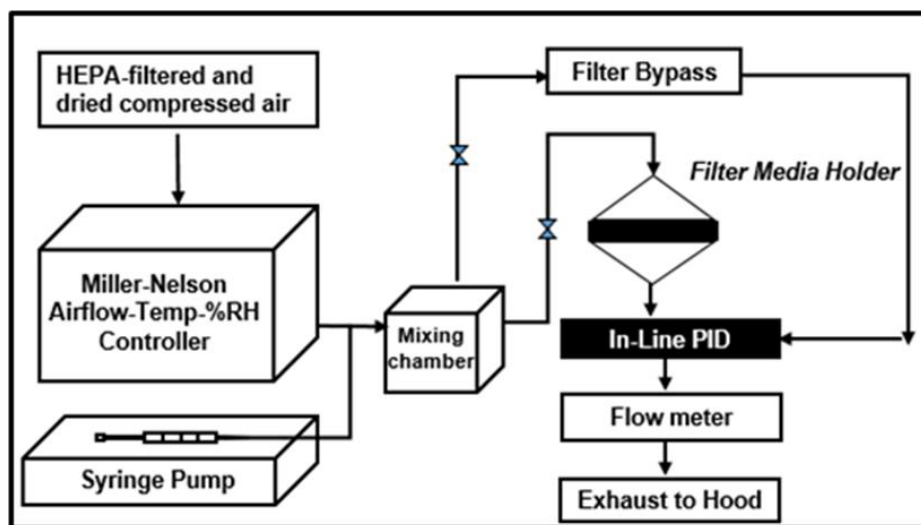 HEPA-filtered and
dried compressed air
Filter Bypass
Filter Media Holder
Miller-Nelson
Airflow-Temp-%RH
Controller
Mixing
chamber
In-Line PID
Flow meter
Syringe Pump
Exhaust to Hood